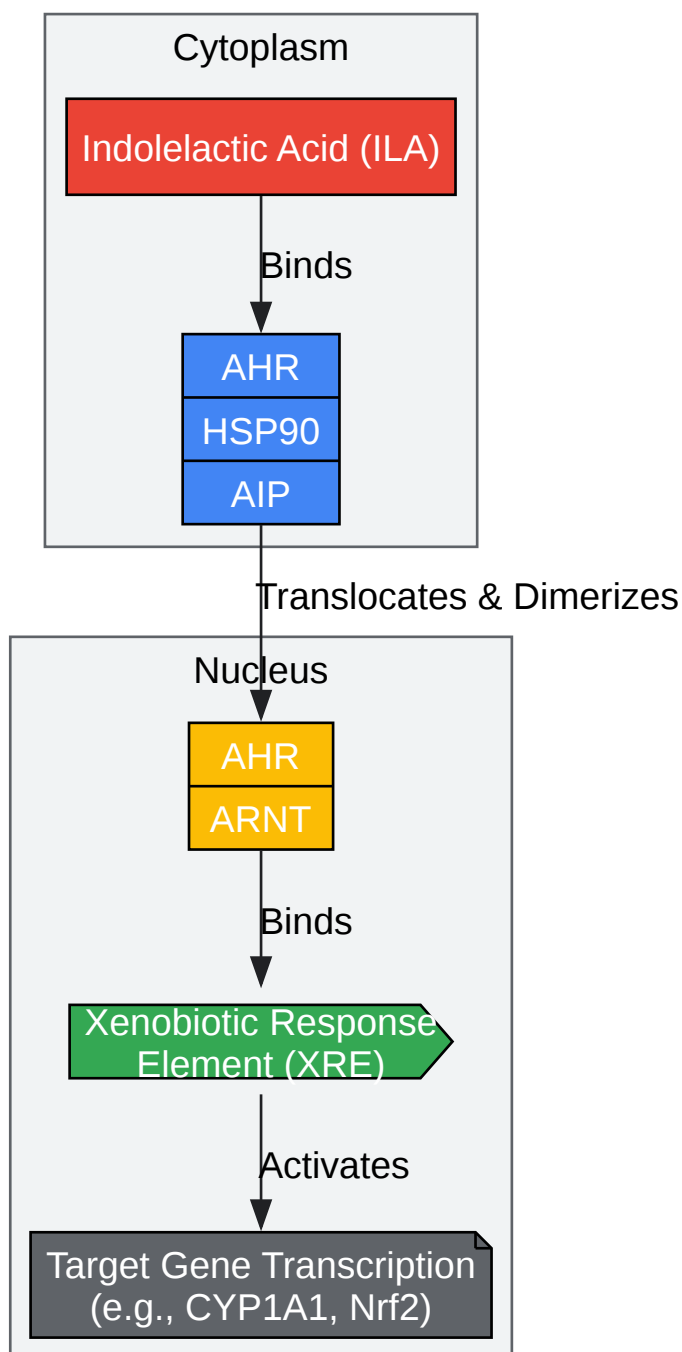 Cytoplasm
Indolelactic Acid (ILA)
Binds
AHR
HSP90
AIP
Translocates & Dimerizes
Nucleus
AHR
ARNT
Binds
Xenobiotic Response
Element (XRE)
Activates
Target Gene Transcription
(e.g., CYP1A1, Nrf2)